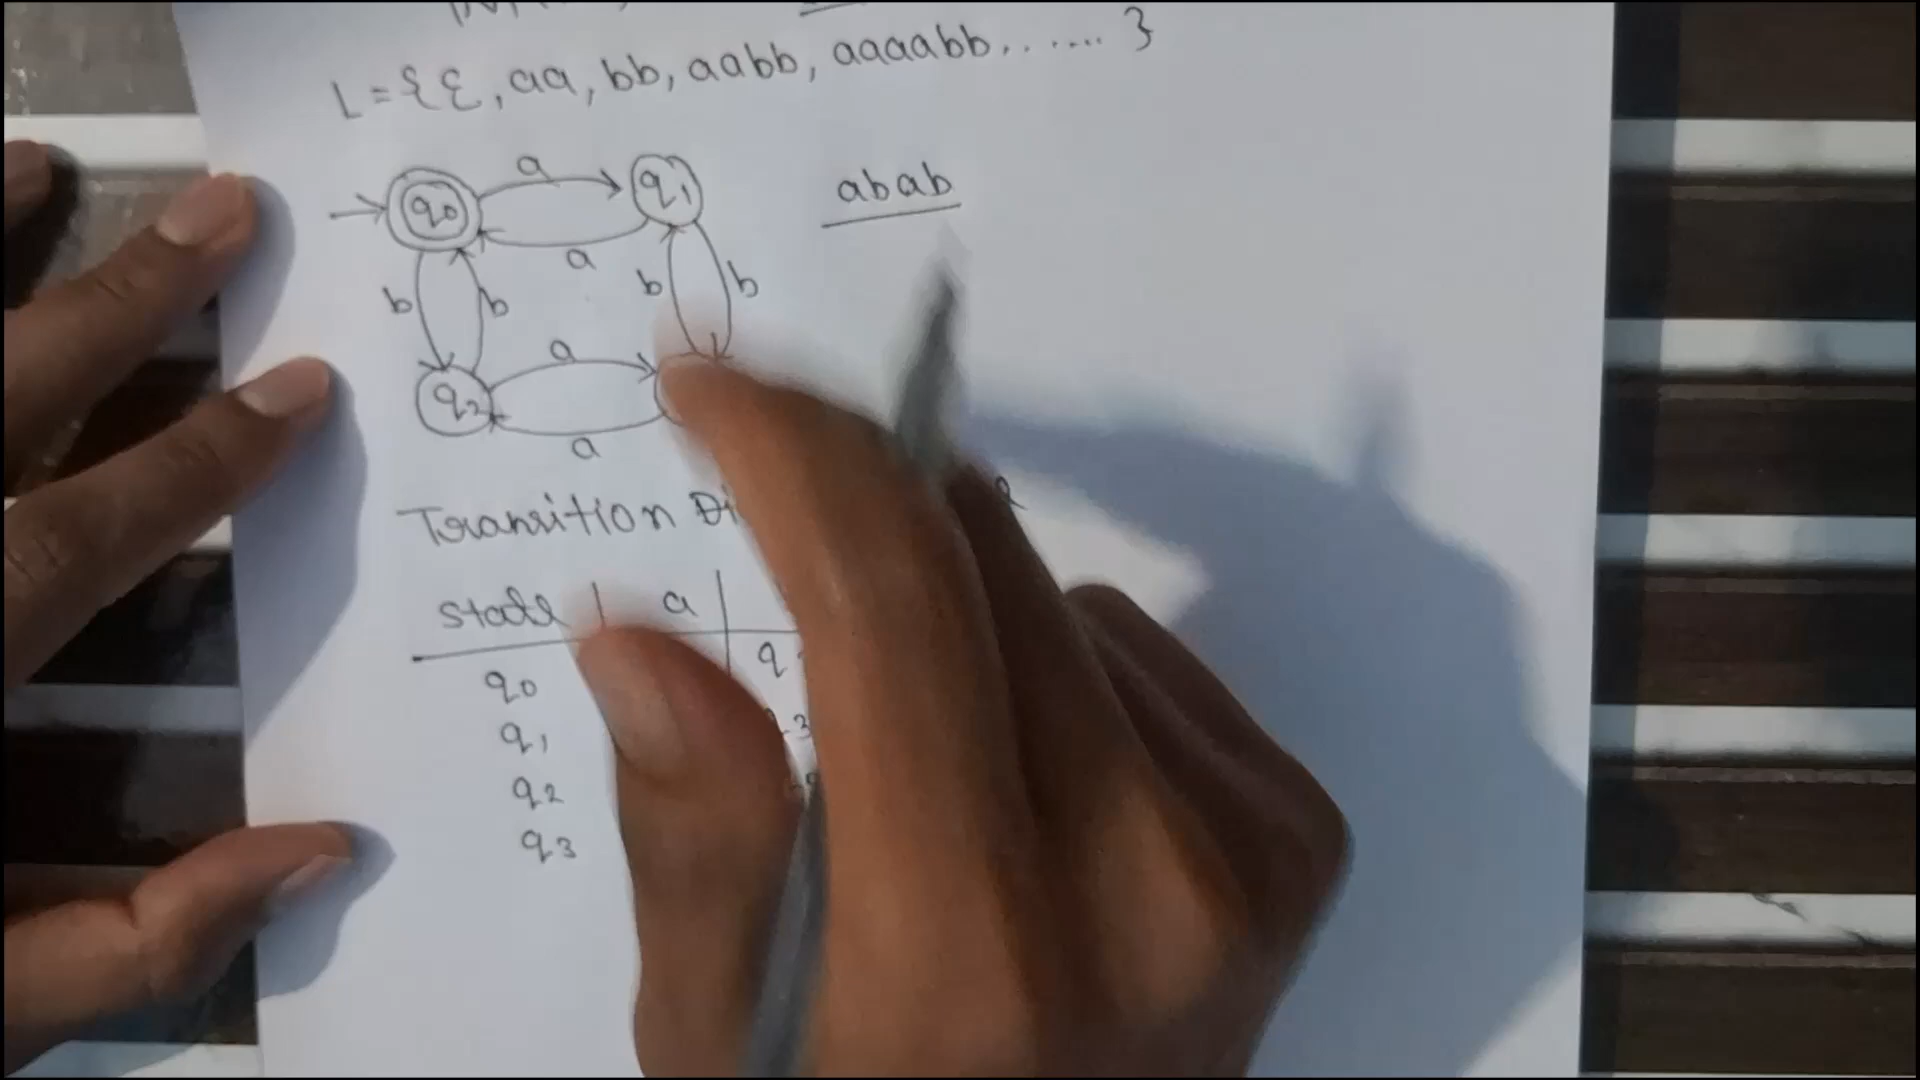 L = {ε, aa, bb, aabb, aaaabb, ...... }
a
q0 q1 abab
a
b b b b
a
q2
a
Transition
state a
q0
q1
q2
q3